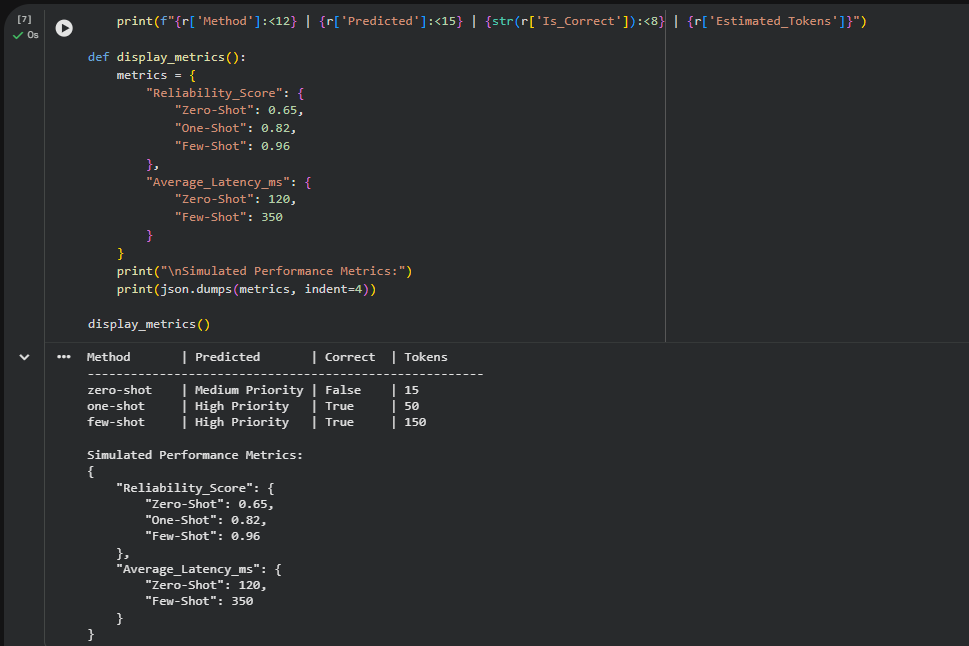 [7]
0s
print(f"{r['Method']:<12} | {r['Predicted']:<15} | {str(r['Is_Correct']):<8} | {r['Estimated_Tokens']}")
def display_metrics():
    metrics = {
        "Reliability_Score": {
            "Zero-Shot": 0.65,
            "One-Shot": 0.82,
            "Few-Shot": 0.96
        },
        "Average_Latency_ms": {
            "Zero-Shot": 120,
            "Few-Shot": 350
        }
    }
    print("\nSimulated Performance Metrics:")
    print(json.dumps(metrics, indent=4))
display_metrics()
Method       | Predicted       | Correct  | Tokens
-------------------------------------------------------
zero-shot    | Medium Priority | False    | 15
one-shot     | High Priority   | True     | 50
few-shot     | High Priority   | True     | 150
Simulated Performance Metrics:
{
    "Reliability_Score": {
        "Zero-Shot": 0.65,
        "One-Shot": 0.82,
        "Few-Shot": 0.96
    },
    "Average_Latency_ms": {
        "Zero-Shot": 120,
        "Few-Shot": 350
    }
}